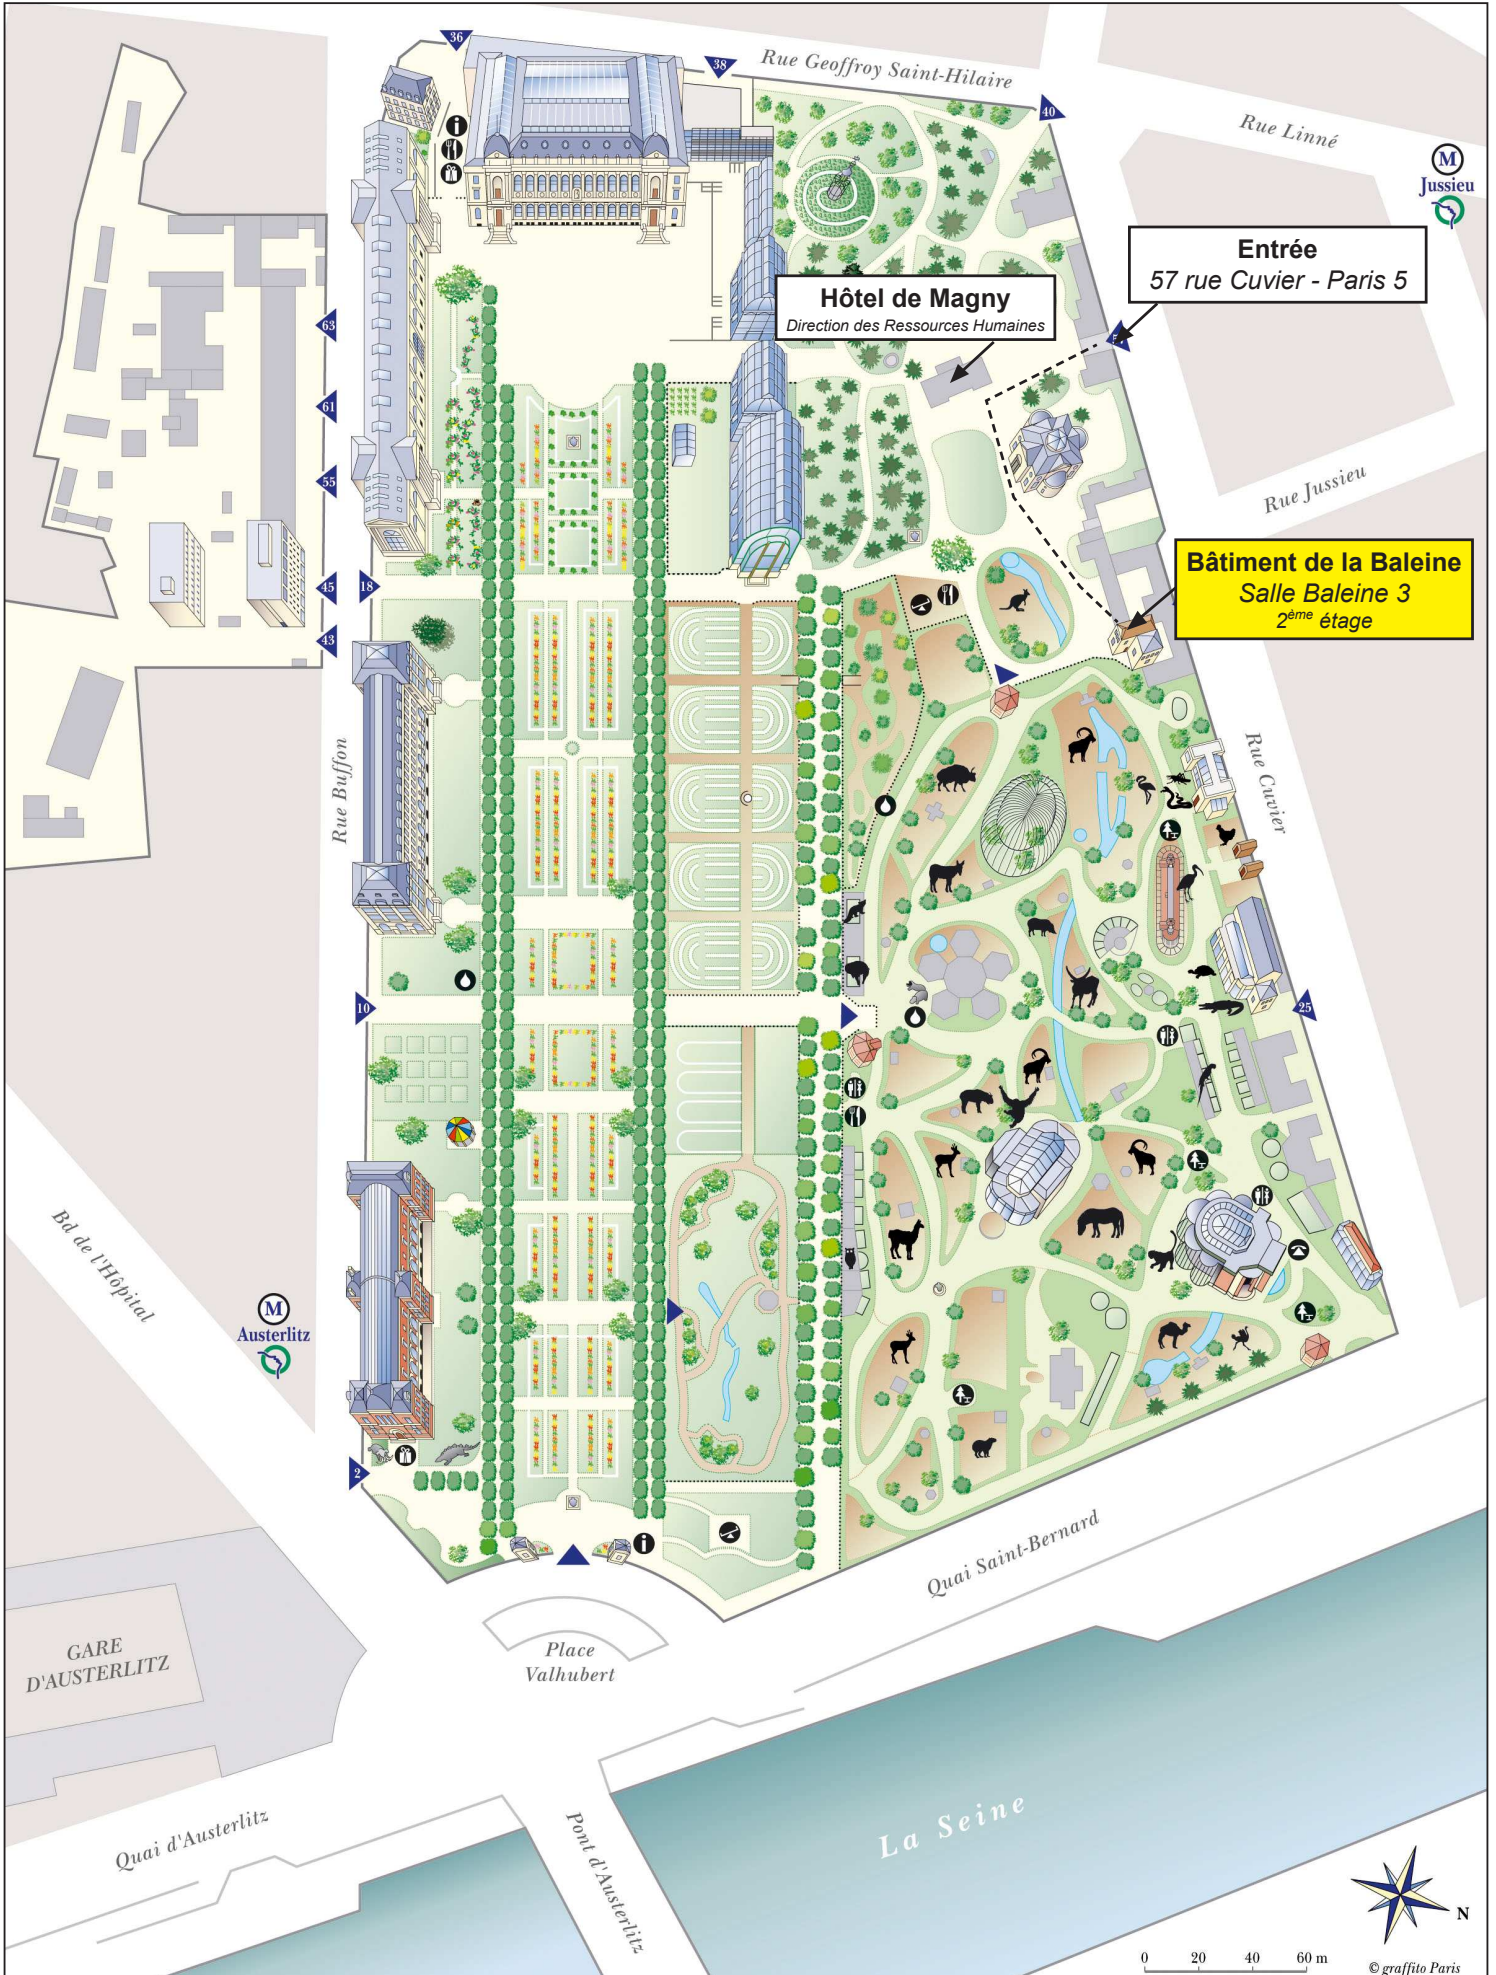 36
38
Rue Geoffroy Saint-Hilaire
40
Rue Linné
M
Jussieu
i
Entrée
57 rue Cuvier - Paris 5
Hôtel de Magny
Direction des Ressources Humaines
63
61
55
Rue Jussieu
45
18
Bâtiment de la Baleine
Salle Baleine 3
2ème étage
43
Rue Buffon
Rue Cuvier
10
25
Bd de l'Hôpital
M
Austerlitz
2
i
Quai Saint-Bernard
GARE
D'AUSTERLITZ
Place
Valhubert
La Seine
Quai d'Austerlitz
Pont d'Austerlitz
N
0 20 40 60 m
© graffito Paris